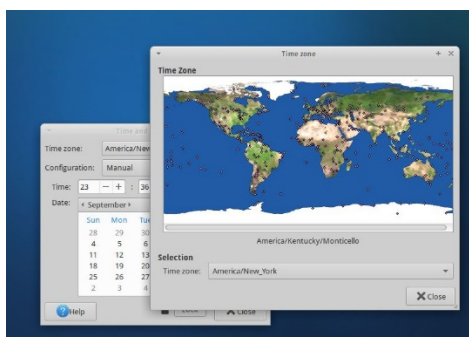 Time zone
Time Zone
America/Kentucky/Monticello
Selection
Time zone: America/New_York
Close
Time and
Time zone: America/New
Configuration: Manual
Time: 23 - + : 36
Date: September
Sun Mon Tue
28 29 30
4 5 6
11 12 13
18 19 20
25 26 27
2 3 4
Help
Close